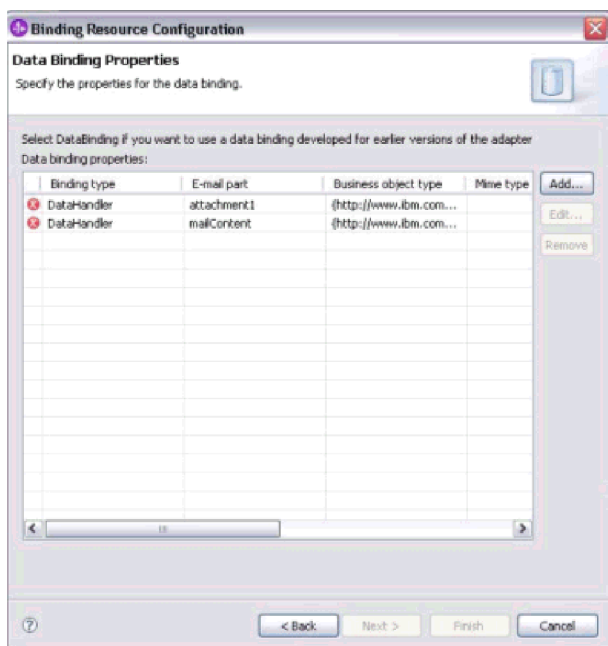 Binding Resource Configuration
Data Binding Properties
Specify the properties for the data binding.
Select DataBinding if you want to use a data binding developed for earlier versions of the adapter
Data binding properties:
Binding type E-mail part Business object type Mime type Add...
DataHandler attachment1 {http://www.ibm.com... Edit...
DataHandler mailContent {http://www.ibm.com...
Remove
< Back Next > Finish Cancel